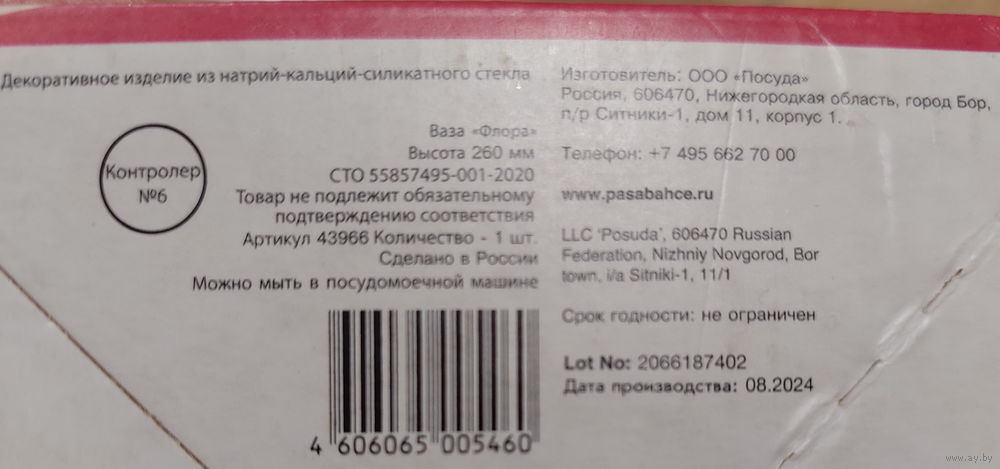 Декоративное изделие из натрий-кальций-силикатного стекла
Контролер
№6
Ваза «Флора»
Высота 260 мм
СТО 55857495-001-2020
Товар не подлежит обязательному
подтверждению соответствия
Артикул 43966 Количество - 1 шт.
Сделано в России
Можно мыть в посудомоечной машине
4 606065 005460
Изготовитель: ООО «Посуда»
Россия, 606470, Нижегородкая область, город Бор,
п/р Ситники-1, дом 11, корпус 1.
Телефон: +7 495 662 70 00
www.pasabahce.ru
LLC 'Posuda', 606470 Russian
Federation, Nizhniy Novgorod, Bor
town, i/a Sitniki-1, 11/1
Срок годности: не ограничен
Lot No: 2066187402
Дата производства: 08.2024
www.ay.by